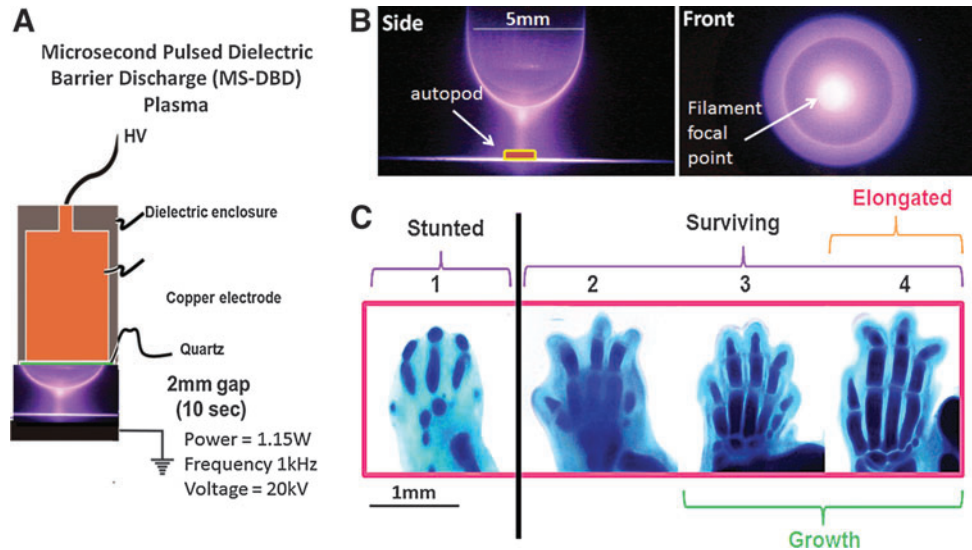 A
Microsecond Pulsed Dielectric
Barrier Discharge (MS-DBD)
Plasma
HV
Dielectric enclosure
Copper electrode
Quartz
2mm gap
(10 sec)
Power = 1.15W
Frequency 1kHz
Voltage = 20kV
B
Side
5mm
autopod
Front
Filament
focal
point
C
Stunted
Surviving
Elongated
1
2
3
4
1mm
Growth